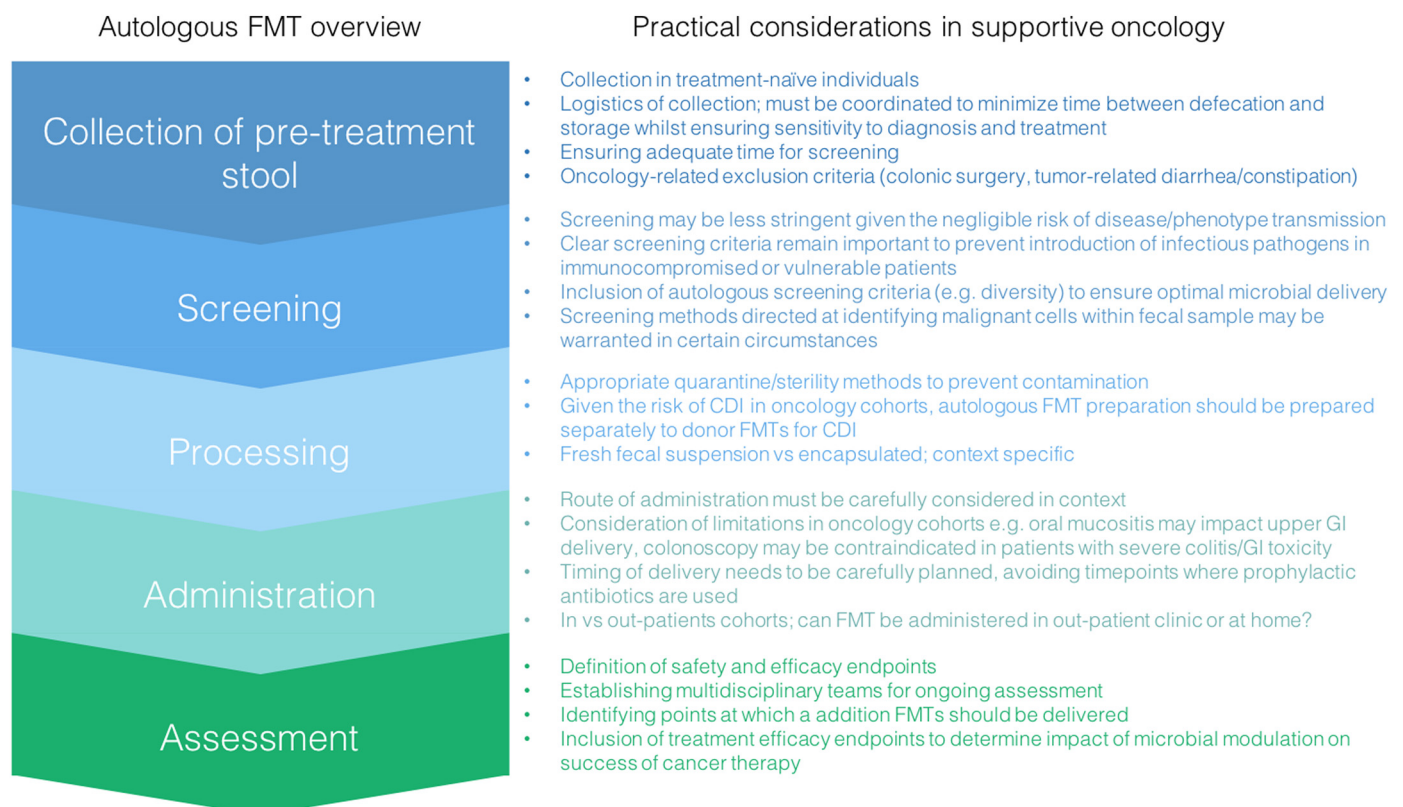 Autologous FMT overview
Practical considerations in supportive oncology
Collection of pre-treatment
stool
• Collection in treatment-naïve individuals
• Logistics of collection; must be coordinated to minimize time between defecation and
storage whilst ensuring sensitivity to diagnosis and treatment
• Ensuring adequate time for screening
• Oncology-related exclusion criteria (colonic surgery, tumor-related diarrhea/constipation)
Screening
• Screening may be less stringent given the negligible risk of disease/phenotype transmission
• Clear screening criteria remain important to prevent introduction of infectious pathogens in
immunocompromised or vulnerable patients
• Inclusion of autologous screening criteria (e.g. diversity) to ensure optimal microbial delivery
• Screening methods directed at identifying malignant cells within fecal sample may be
warranted in certain circumstances
Processing
• Appropriate quarantine/sterility methods to prevent contamination
• Given the risk of CDI in oncology cohorts, autologous FMT preparation should be prepared
separately to donor FMTs for CDI
• Fresh fecal suspension vs encapsulated; context specific
Administration
• Route of administration must be carefully considered in context
• Consideration of limitations in oncology cohorts e.g. oral mucositis may impact upper GI
delivery, colonoscopy may be contraindicated in patients with severe colitis/GI toxicity
• Timing of delivery needs to be carefully planned, avoiding timepoints where prophylactic
antibiotics are used
• In vs out-patients cohorts; can FMT be administered in out-patient clinic or at home?
Assessment
• Definition of safety and efficacy endpoints
• Establishing multidisciplinary teams for ongoing assessment
• Identifying points at which a addition FMTs should be delivered
• Inclusion of treatment efficacy endpoints to determine impact of microbial modulation on
success of cancer therapy